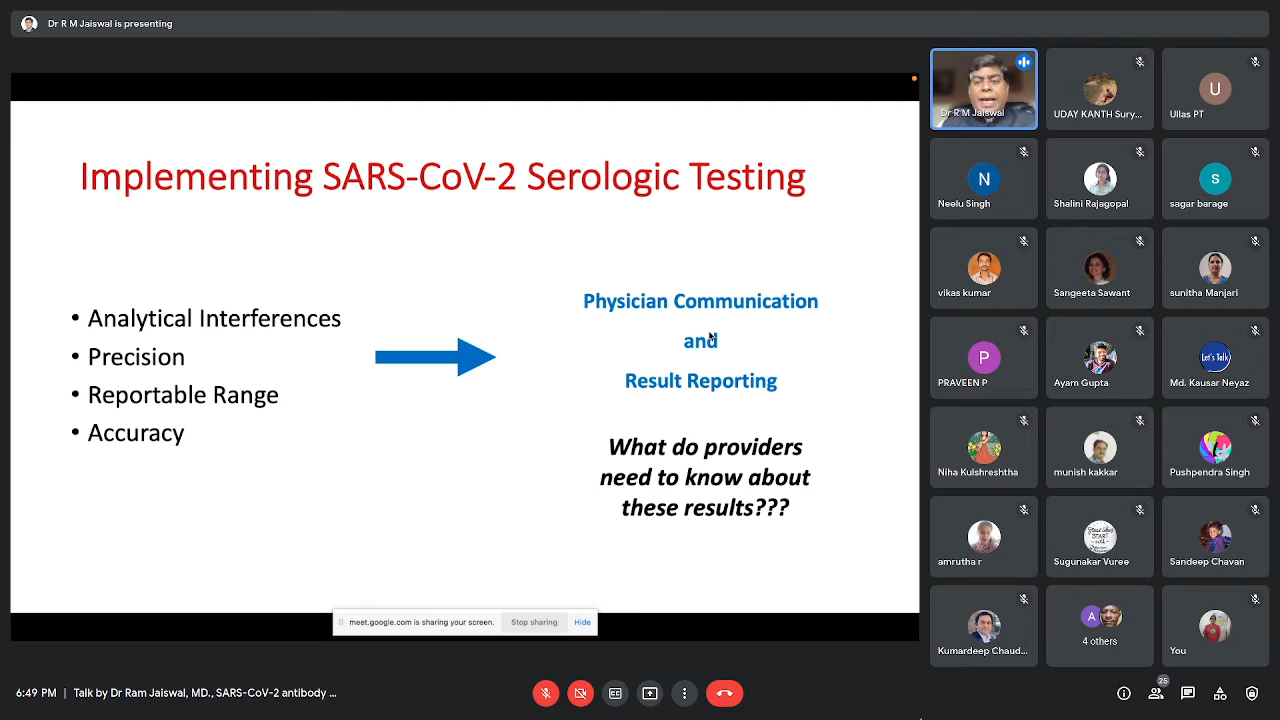 Dr R M Jaiswal is presenting
Implementing SARS-CoV-2 Serologic Testing
• Analytical Interferences
• Precision
• Reportable Range
• Accuracy
Physician Communication
and
Result Reporting
What do providers
need to know about
these results???
meet.google.com is sharing your screen.
Stop sharing
Hide
Dr R M Jaiswal
UDAY KANTH Sury...
U
Ullas PT
N
Neelu Singh
Shalini Rajagopal
s
sagar barage
vikas kumar
Sangeeta Sawant
sunitha Manjari
P
PRAVEEN P
Ayam Gupta
Let's Talk
Mudassir Neyaz
Niha Kulshreshtha
munish kakkar
Pushpendra Singh
amrutha r
START
Sugunakar Vuree
Sandeep Chavan
Kumardeep Chaud...
A
4 others
You
6:49 PM | Talk by Dr Ram Jaiswal, MD., SARS-CoV-2 antibody ...
25